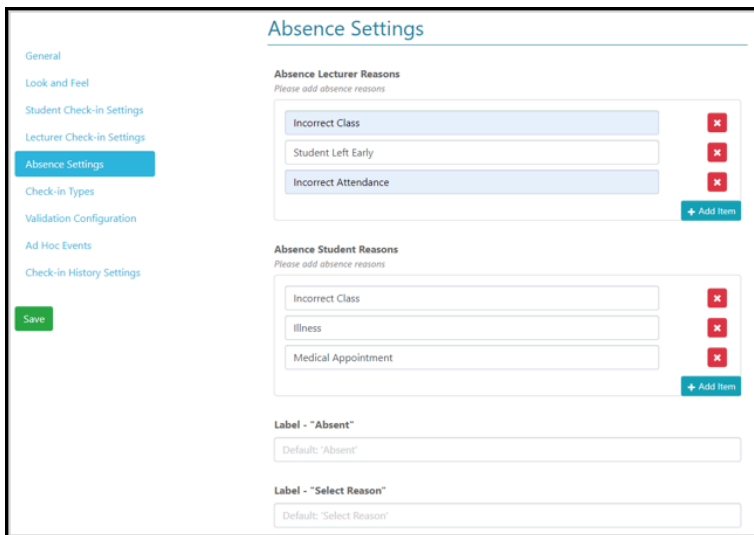 Absence Settings
General
Look and Feel
Student Check-in Settings
Lecturer Check-in Settings
Absence Settings
Check-in Types
Validation Configuration
Ad Hoc Events
Check-in History Settings
Save
Absence Lecturer Reasons
Please add absence reasons
Incorrect Class
Student Left Early
Incorrect Attendance
+ Add Item
Absence Student Reasons
Please add absence reasons
Incorrect Class
Illness
Medical Appointment
+ Add Item
Label - "Absent"
Default: 'Absent'
Label - "Select Reason"
Default: 'Select Reason'